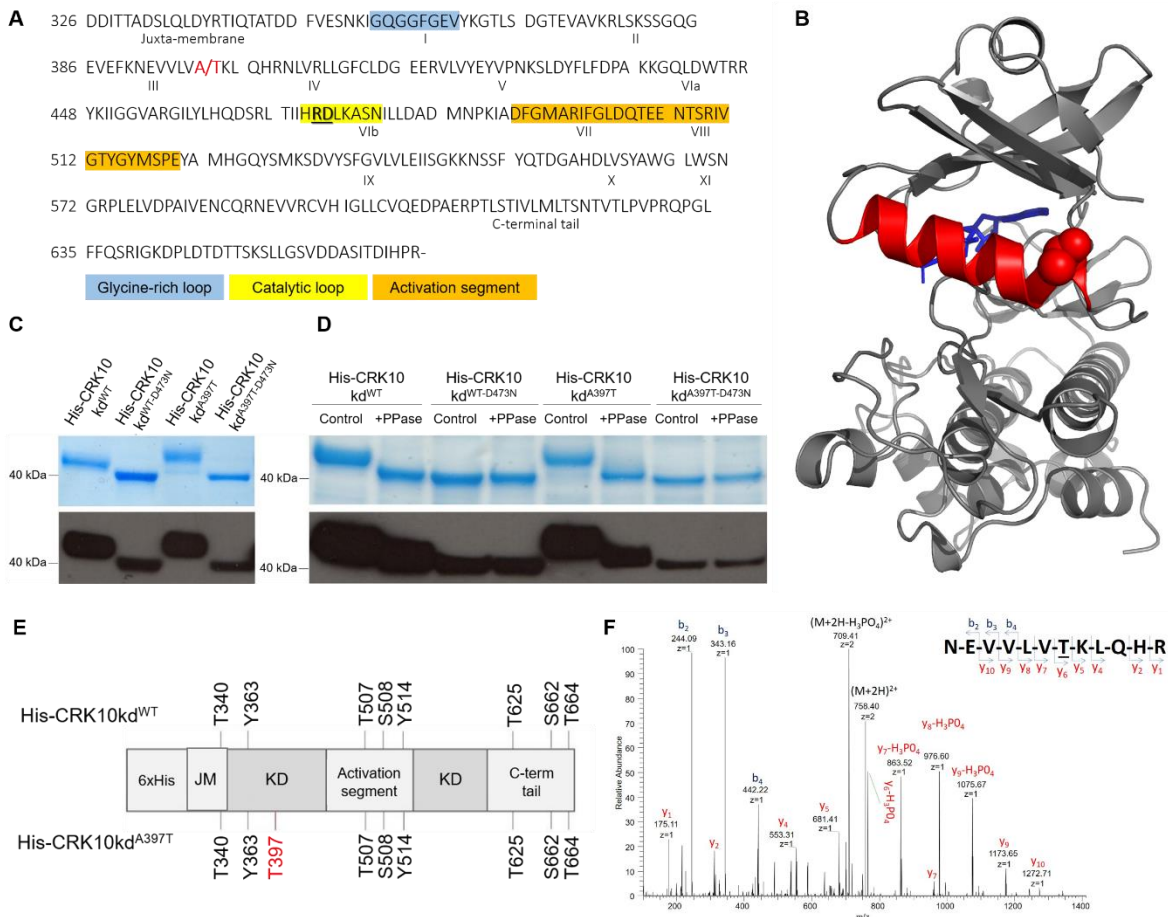 A
326 DDITTADSLQLDYRTIQTATDD FVESNKIGQGGFGEVYKGTLS DGTEVAVKRLSKSSGQG
Juxta-membrane I II
386 EVEFKNEVVLVA/TKL QHRNLVRLLGFCLDG EERVLVYEYVPNKSLDYFLFDPA KKGQLDWTRR
III IV V VIa
448 YKIIGGVARGILYLHQDSRL TIIHRDLKASNILLDAD MNPKIADFGMARIFGLDQTEE NTSRIV
VIb VII VIII
512 GTYGYMSPEYA MHGQYSMKSDVYSFGVLVLEIISGKKNSSF YQTDGAHDLVSYAWG LWSN
IX X XI
572 GRPLELVDPAIVENCQRNEVVRCVH IGLLCVQEDPAERPTLSTIVLMLTSNTVTLPVPRQPGL
C-terminal tail
635 FFQSRIGKDPLDTDTTSKSLLGSVDDASITDIHPR-
Glycine-rich loop Catalytic loop Activation segment
B
C
His-CRK10 kdWT
His-CRK10 kdWT-D473N
His-CRK10 kdA397T
His-CRK10 kdA397T-D473N
40 kDa
40 kDa
D
His-CRK10 His-CRK10 His-CRK10 His-CRK10
kdWT kdWT-D473N kdA397T kdA397T-D473N
Control +PPase Control +PPase Control +PPase Control +PPase
40 kDa
40 kDa
E
His-CRK10kdWT
T340 Y363 T507 S508 Y514 T625 S662 T664
6xHis JM KD Activation segment KD C-term tail
His-CRK10kdA397T
T340 Y363 T397 T507 S508 Y514 T625 S662 T664
F
N-E-V-V-L-V-T-K-L-Q-H-R
b2 b3 b4
y10 y9 y8 y7 y6 y5 y4 y2 y1
Relative Abundance
100
90
80
70
60
50
40
30
20
10
0
b2
244.09
z=1
b3
343.16
z=1
(M+2H-H3PO4)2+
709.41
z=2
(M+2H)2+
758.40
z=2
y7-H3PO4
863.52
z=1
y6-H3PO4
y8-H3PO4
976.60
z=1
y9-H3PO4
1075.67
z=1
b4
442.22
z=1
y1
175.11
z=1
y2
y4
553.31
z=1
y5
681.41
z=1
y7
y9
1173.65
z=1
y10
1272.71
z=1
200 400 600 800 1000 1200 1400
m/z